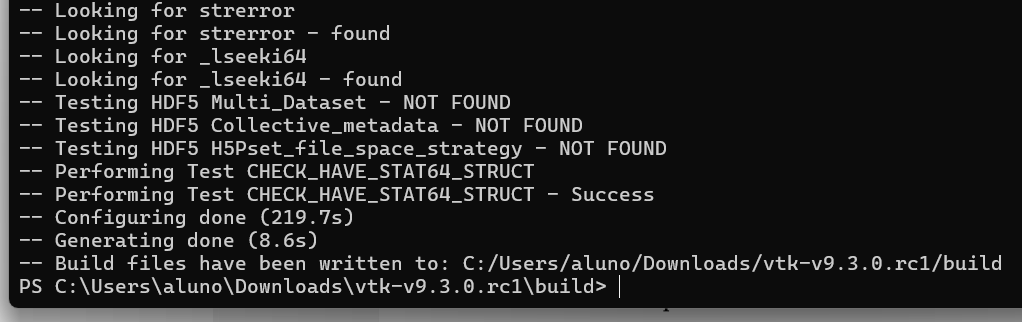 -- Looking for strerror
-- Looking for strerror - found
-- Looking for _lseeki64
-- Looking for _lseeki64 - found
-- Testing HDF5 Multi_Dataset - NOT FOUND
-- Testing HDF5 Collective_metadata - NOT FOUND
-- Testing HDF5 H5Pset_file_space_strategy - NOT FOUND
-- Performing Test CHECK_HAVE_STAT64_STRUCT
-- Performing Test CHECK_HAVE_STAT64_STRUCT - Success
-- Configuring done (219.7s)
-- Generating done (8.6s)
-- Build files have been written to: C:/Users/aluno/Downloads/vtk-v9.3.0.rc1/build
PS C:\Users\aluno\Downloads\vtk-v9.3.0.rc1\build>